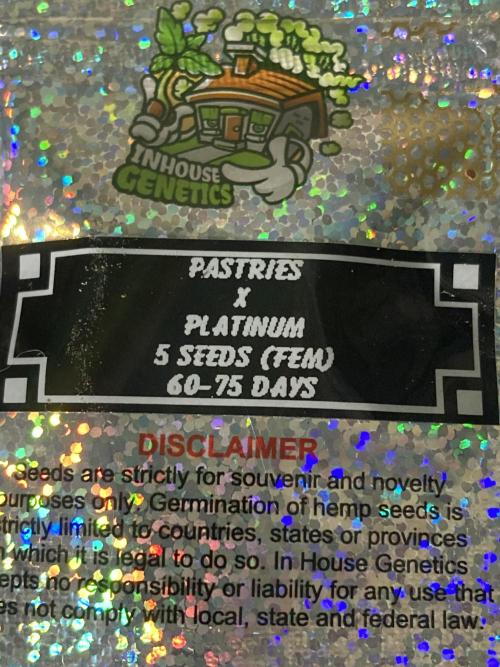 INHOUSE
GENETICS
PASTRIES
X
PLATINUM
5 SEEDS (FEM)
60-75 DAYS
DISCLAIMER
Seeds are strictly for souvenir and novelty
purposes only. Germination of hemp seeds is
strictly limited to countries, states or provinces
which it is legal to do so. In House Genetics
no responsibility or liability for any use that
not comply with local, state and federal law.